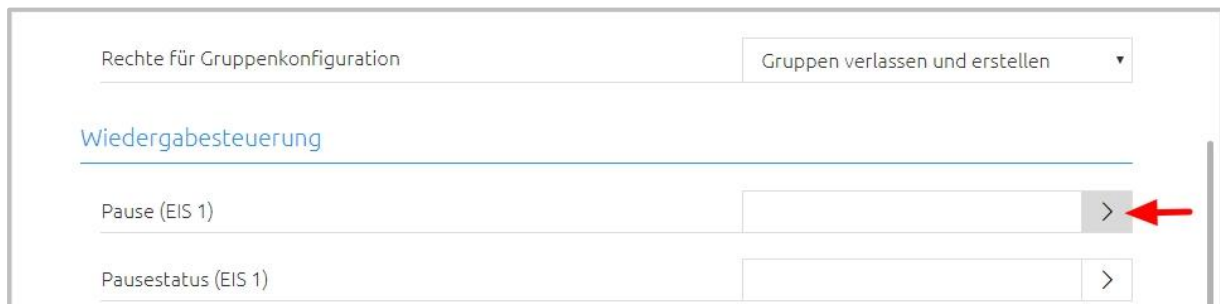 Rechte für Gruppenkonfiguration Gruppen verlassen und erstellen
Wiedergabesteuerung
Pause (EIS 1)
Pausestatus (EIS 1)